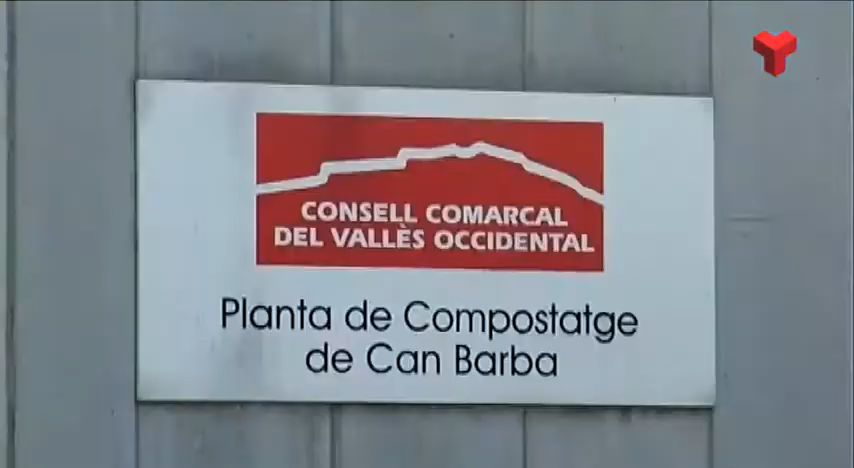 CONSELL COMARCAL
DEL VALLÈS OCCIDENTAL
Planta de Compostatge
de Can Barba